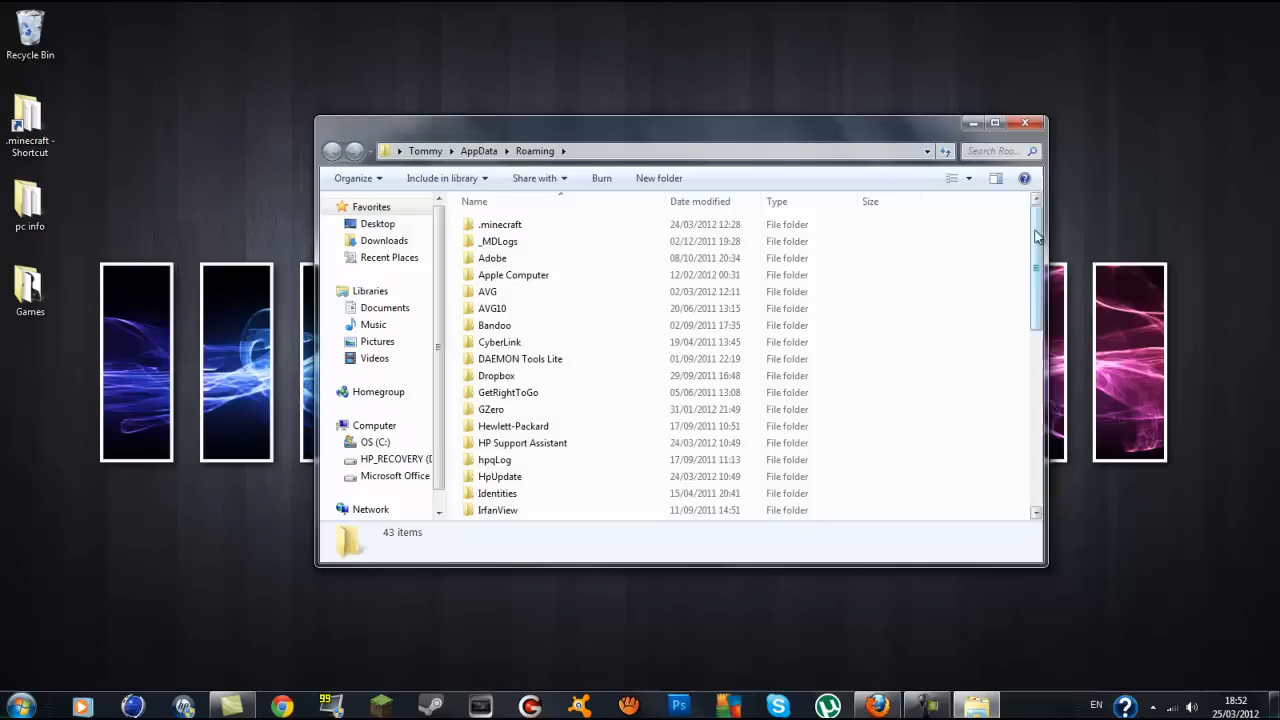 Recycle Bin
.minecraft -
Shortcut
pc info
Games
Tommy
AppData
Roaming
Search Roa...
Organize
Include in library
Share with
Burn
New folder
Name
Date modified
Type
Size
Favorites
Desktop
Downloads
Recent Places
Libraries
Documents
Music
Pictures
Videos
Homegroup
Computer
OS (C:)
HP_RECOVERY (D
Microsoft Office
Network
.minecraft 24/03/2012 12:28 File folder
_MDLogs 02/12/2011 19:28 File folder
Adobe 08/10/2011 20:34 File folder
Apple Computer 12/02/2012 00:31 File folder
AVG 02/03/2012 12:11 File folder
AVG10 20/06/2011 13:15 File folder
Bandoo 02/09/2011 17:35 File folder
CyberLink 19/04/2011 13:45 File folder
DAEMON Tools Lite 01/09/2011 22:19 File folder
Dropbox 29/09/2011 16:48 File folder
GetRightToGo 05/06/2011 13:08 File folder
GZero 31/01/2012 21:49 File folder
Hewlett-Packard 17/09/2011 10:51 File folder
HP Support Assistant 24/03/2012 10:49 File folder
hpqLog 17/09/2011 11:13 File folder
HpUpdate 24/03/2012 10:49 File folder
Identities 15/04/2011 20:41 File folder
IrfanView 11/09/2011 14:51 File folder
43 items
99
Ps
EN
18:52
25/03/2012